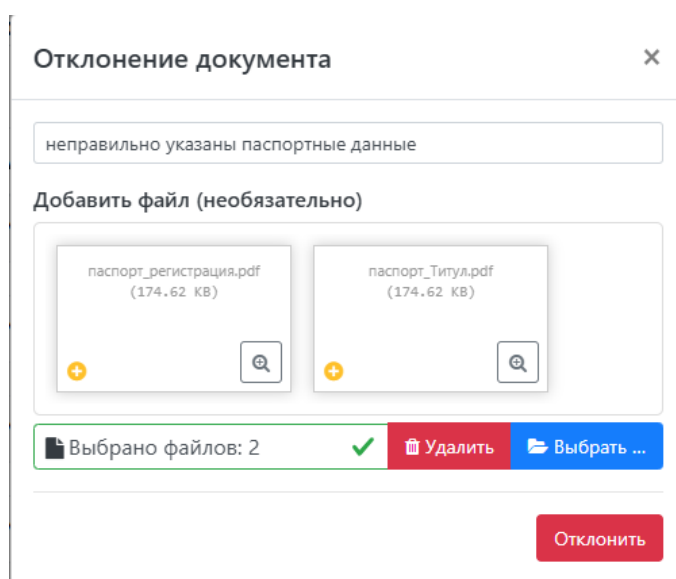 Отклонение документа
неправильно указаны паспортные данные
Добавить файл (необязательно)
паспорт_регистрация.pdf
(174.62 KB)
паспорт_Титул.pdf
(174.62 KB)
Выбрано файлов: 2
Удалить
Выбрать ...
Отклонить